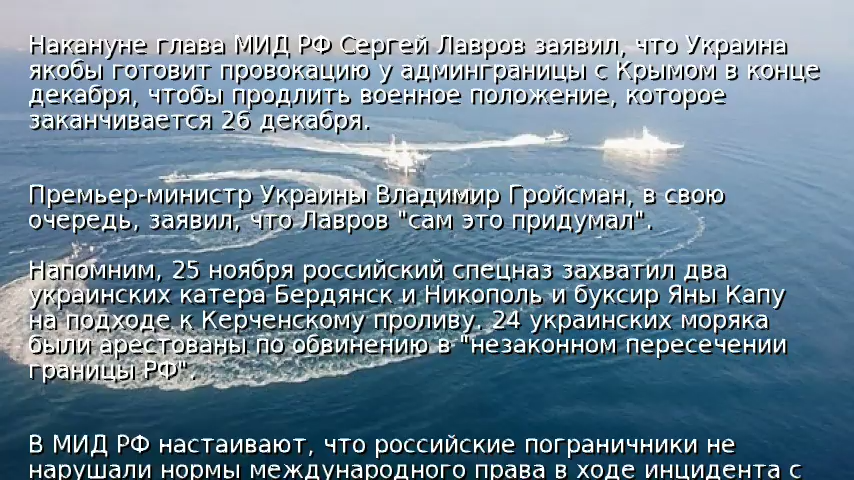 Накануне глава МИД РФ Сергей Лавров заявил, что Украина
якобы готовит провокацию у админграницы с Крымом в конце
декабря, чтобы продлить военное положение, которое
заканчивается 26 декабря.
Премьер-министр Украины Владимир Гройсман, в свою
очередь, заявил, что Лавров "сам это придумал".
Напомним, 25 ноября российский спецназ захватил два
украинских катера Бердянск и Никополь и буксир Яны Капу
на подходе к Керченскому проливу. 24 украинских моряка
были арестованы по обвинению в "незаконном пересечении
границы РФ".
В МИД РФ настаивают, что российские пограничники не
нарушали нормы международного права в ходе инцидента с